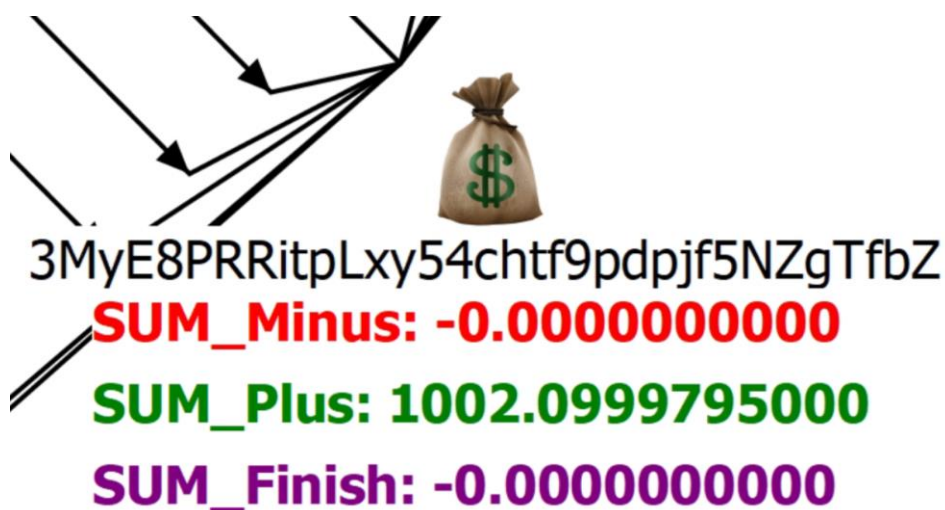 $
3MyE8PRRitpLxy54chtf9pdpjf5NZgTfbZ
SUM_Minus: -0.0000000000
SUM_Plus: 1002.0999795000
SUM_Finish: -0.0000000000